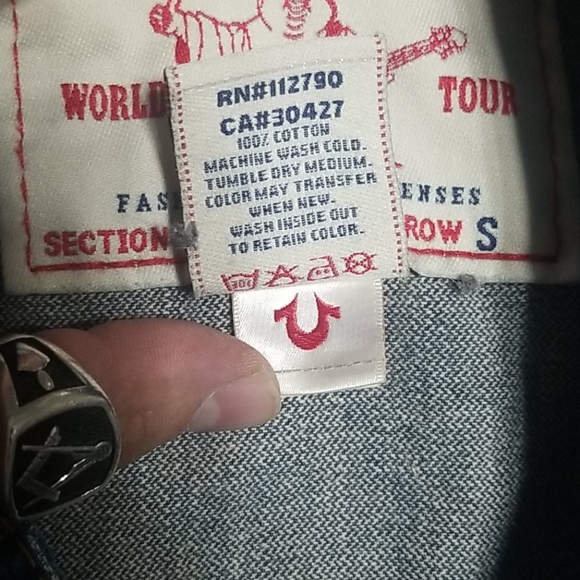 WORLD TOUR
RN#112790
CA#30427
100% COTTON
MACHINE WASH COLD.
TUMBLE DRY MEDIUM.
COLOR MAY TRANSFER
WHEN NEW.
WASH INSIDE OUT
TO RETAIN COLOR.
FAS ENSES
SECTION ROW S